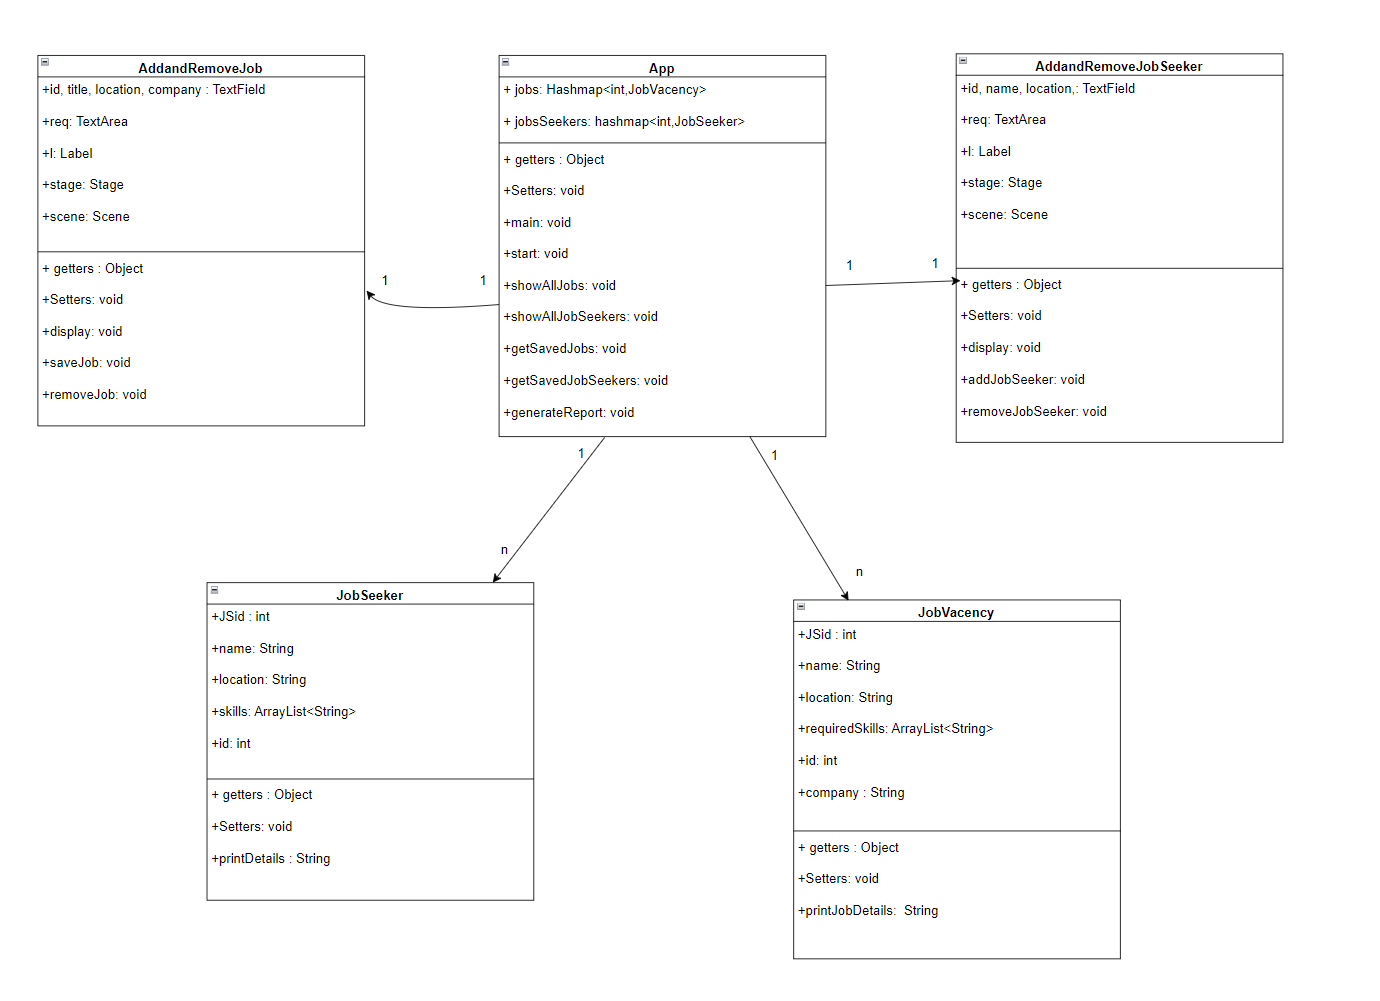 AddandRemoveJob
+id, title, location, company : TextField
+req: TextArea
+l: Label
+stage: Stage
+scene: Scene
+ getters : Object
+Setters: void
+display: void
+saveJob: void
+removeJob: void
App
+ jobs: Hashmap<int,JobVacency>
+ jobsSeekers: hashmap<int,JobSeeker>
+ getters : Object
+Setters: void
+main: void
+start: void
+showAllJobs: void
+showAllJobSeekers: void
+getSavedJobs: void
+getSavedJobSeekers: void
+generateReport: void
AddandRemoveJobSeeker
+id, name, location,: TextField
+req: TextArea
+l: Label
+stage: Stage
+scene: Scene
+ getters : Object
+Setters: void
+display: void
+addJobSeeker: void
+removeJobSeeker: void
1
1
1
1
1
n
1
n
JobSeeker
+JSid : int
+name: String
+location: String
+skills: ArrayList<String>
+id: int
+ getters : Object
+Setters: void
+printDetails : String
JobVacency
+JSid : int
+name: String
+location: String
+requiredSkills: ArrayList<String>
+id: int
+company : String
+ getters : Object
+Setters: void
+printJobDetails:  String